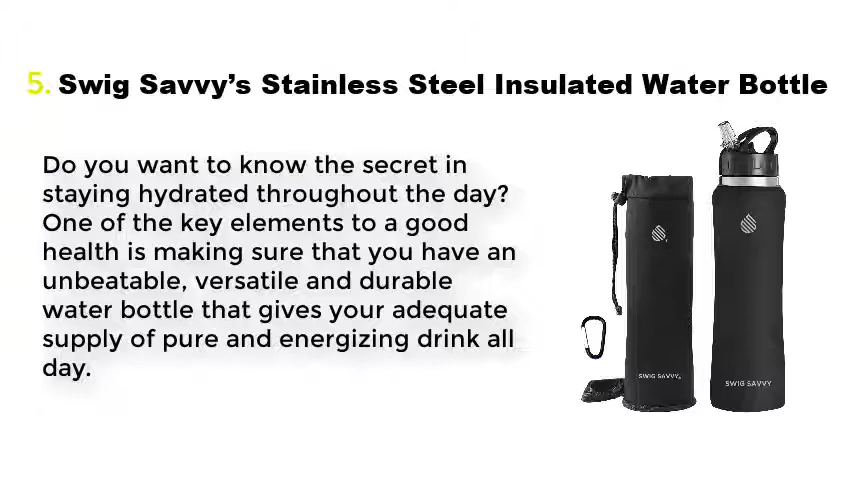 5. Swig Savvy’s Stainless Steel Insulated Water Bottle
Do you want to know the secret in
staying hydrated throughout the day?
One of the key elements to a good
health is making sure that you have an
unbeatable, versatile and durable
water bottle that gives your adequate
supply of pure and energizing drink all
day.
SWIG SAVVY
SWIG SAVVY